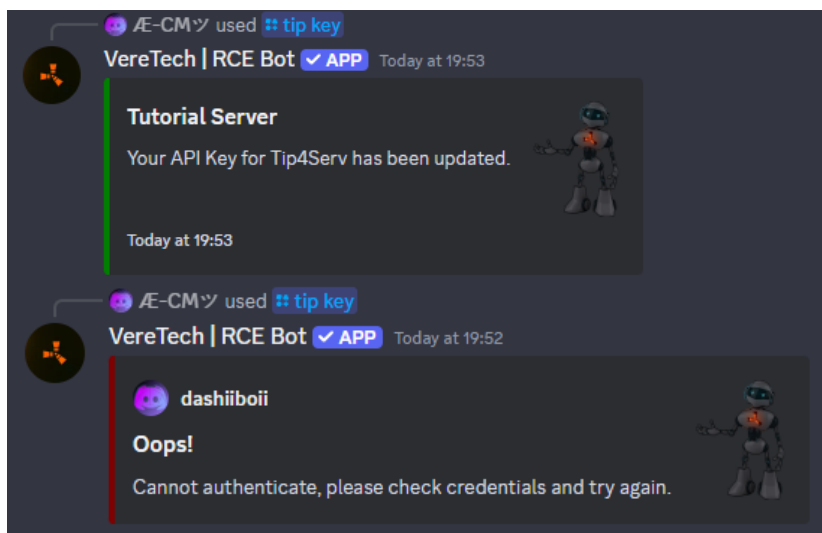 Æ-CMツ used tip key
VereTech | RCE Bot ✓ APP Today at 19:53
Tutorial Server
Your API Key for Tip4Serv has been updated.
Today at 19:53
Æ-CMツ used tip key
VereTech | RCE Bot ✓ APP Today at 19:52
dashiiboii
Oops!
Cannot authenticate, please check credentials and try again.